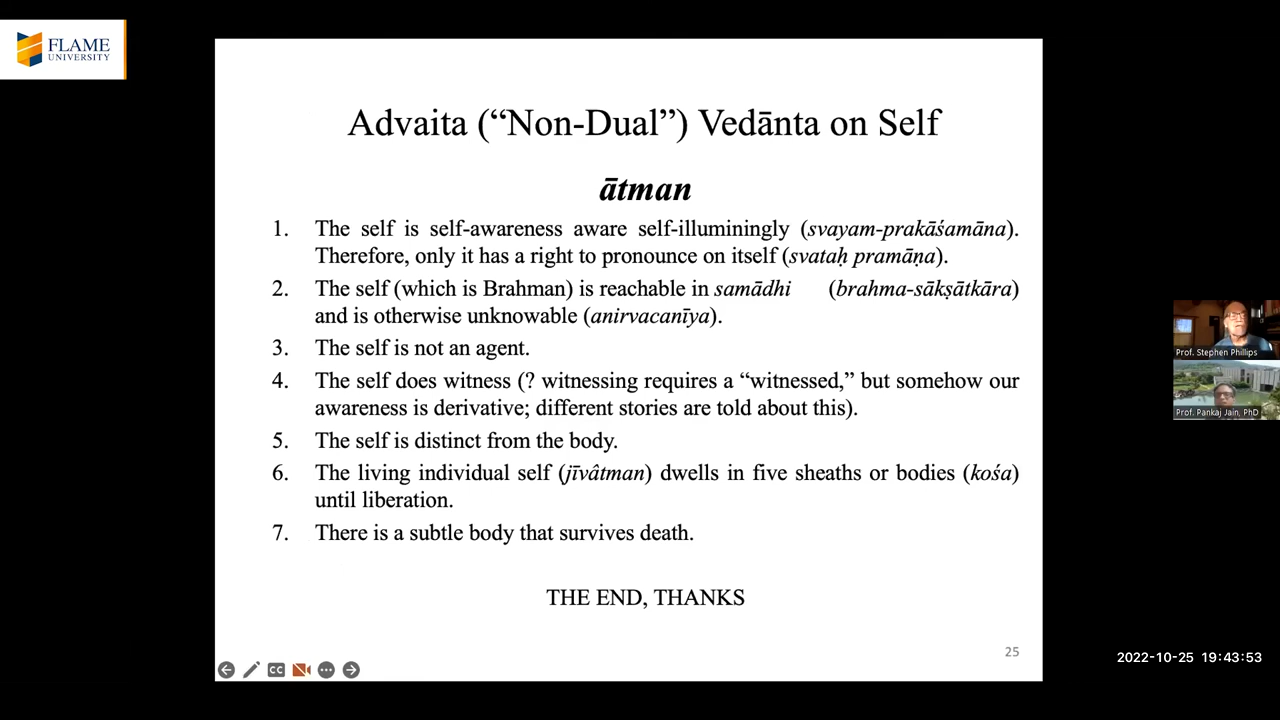 FLAME
UNIVERSITY
Advaita (“Non-Dual”) Vedānta on Self
ātman
1. The self is self-awareness aware self-illuminingly (svayam-prakāśamāna).
Therefore, only it has a right to pronounce on itself (svataḥ pramāṇa).
2. The self (which is Brahman) is reachable in samādhi (brahma-sākṣātkāra)
and is otherwise unknowable (anirvacanīya).
3. The self is not an agent.
4. The self does witness (? witnessing requires a “witnessed,” but somehow our
awareness is derivative; different stories are told about this).
5. The self is distinct from the body.
6. The living individual self (jīvâtman) dwells in five sheaths or bodies (kośa)
until liberation.
7. There is a subtle body that survives death.
THE END, THANKS
25
CC
Prof. Stephen Phillips
Prof. Pankaj Jain, PhD
2022-10-25 19:43:53